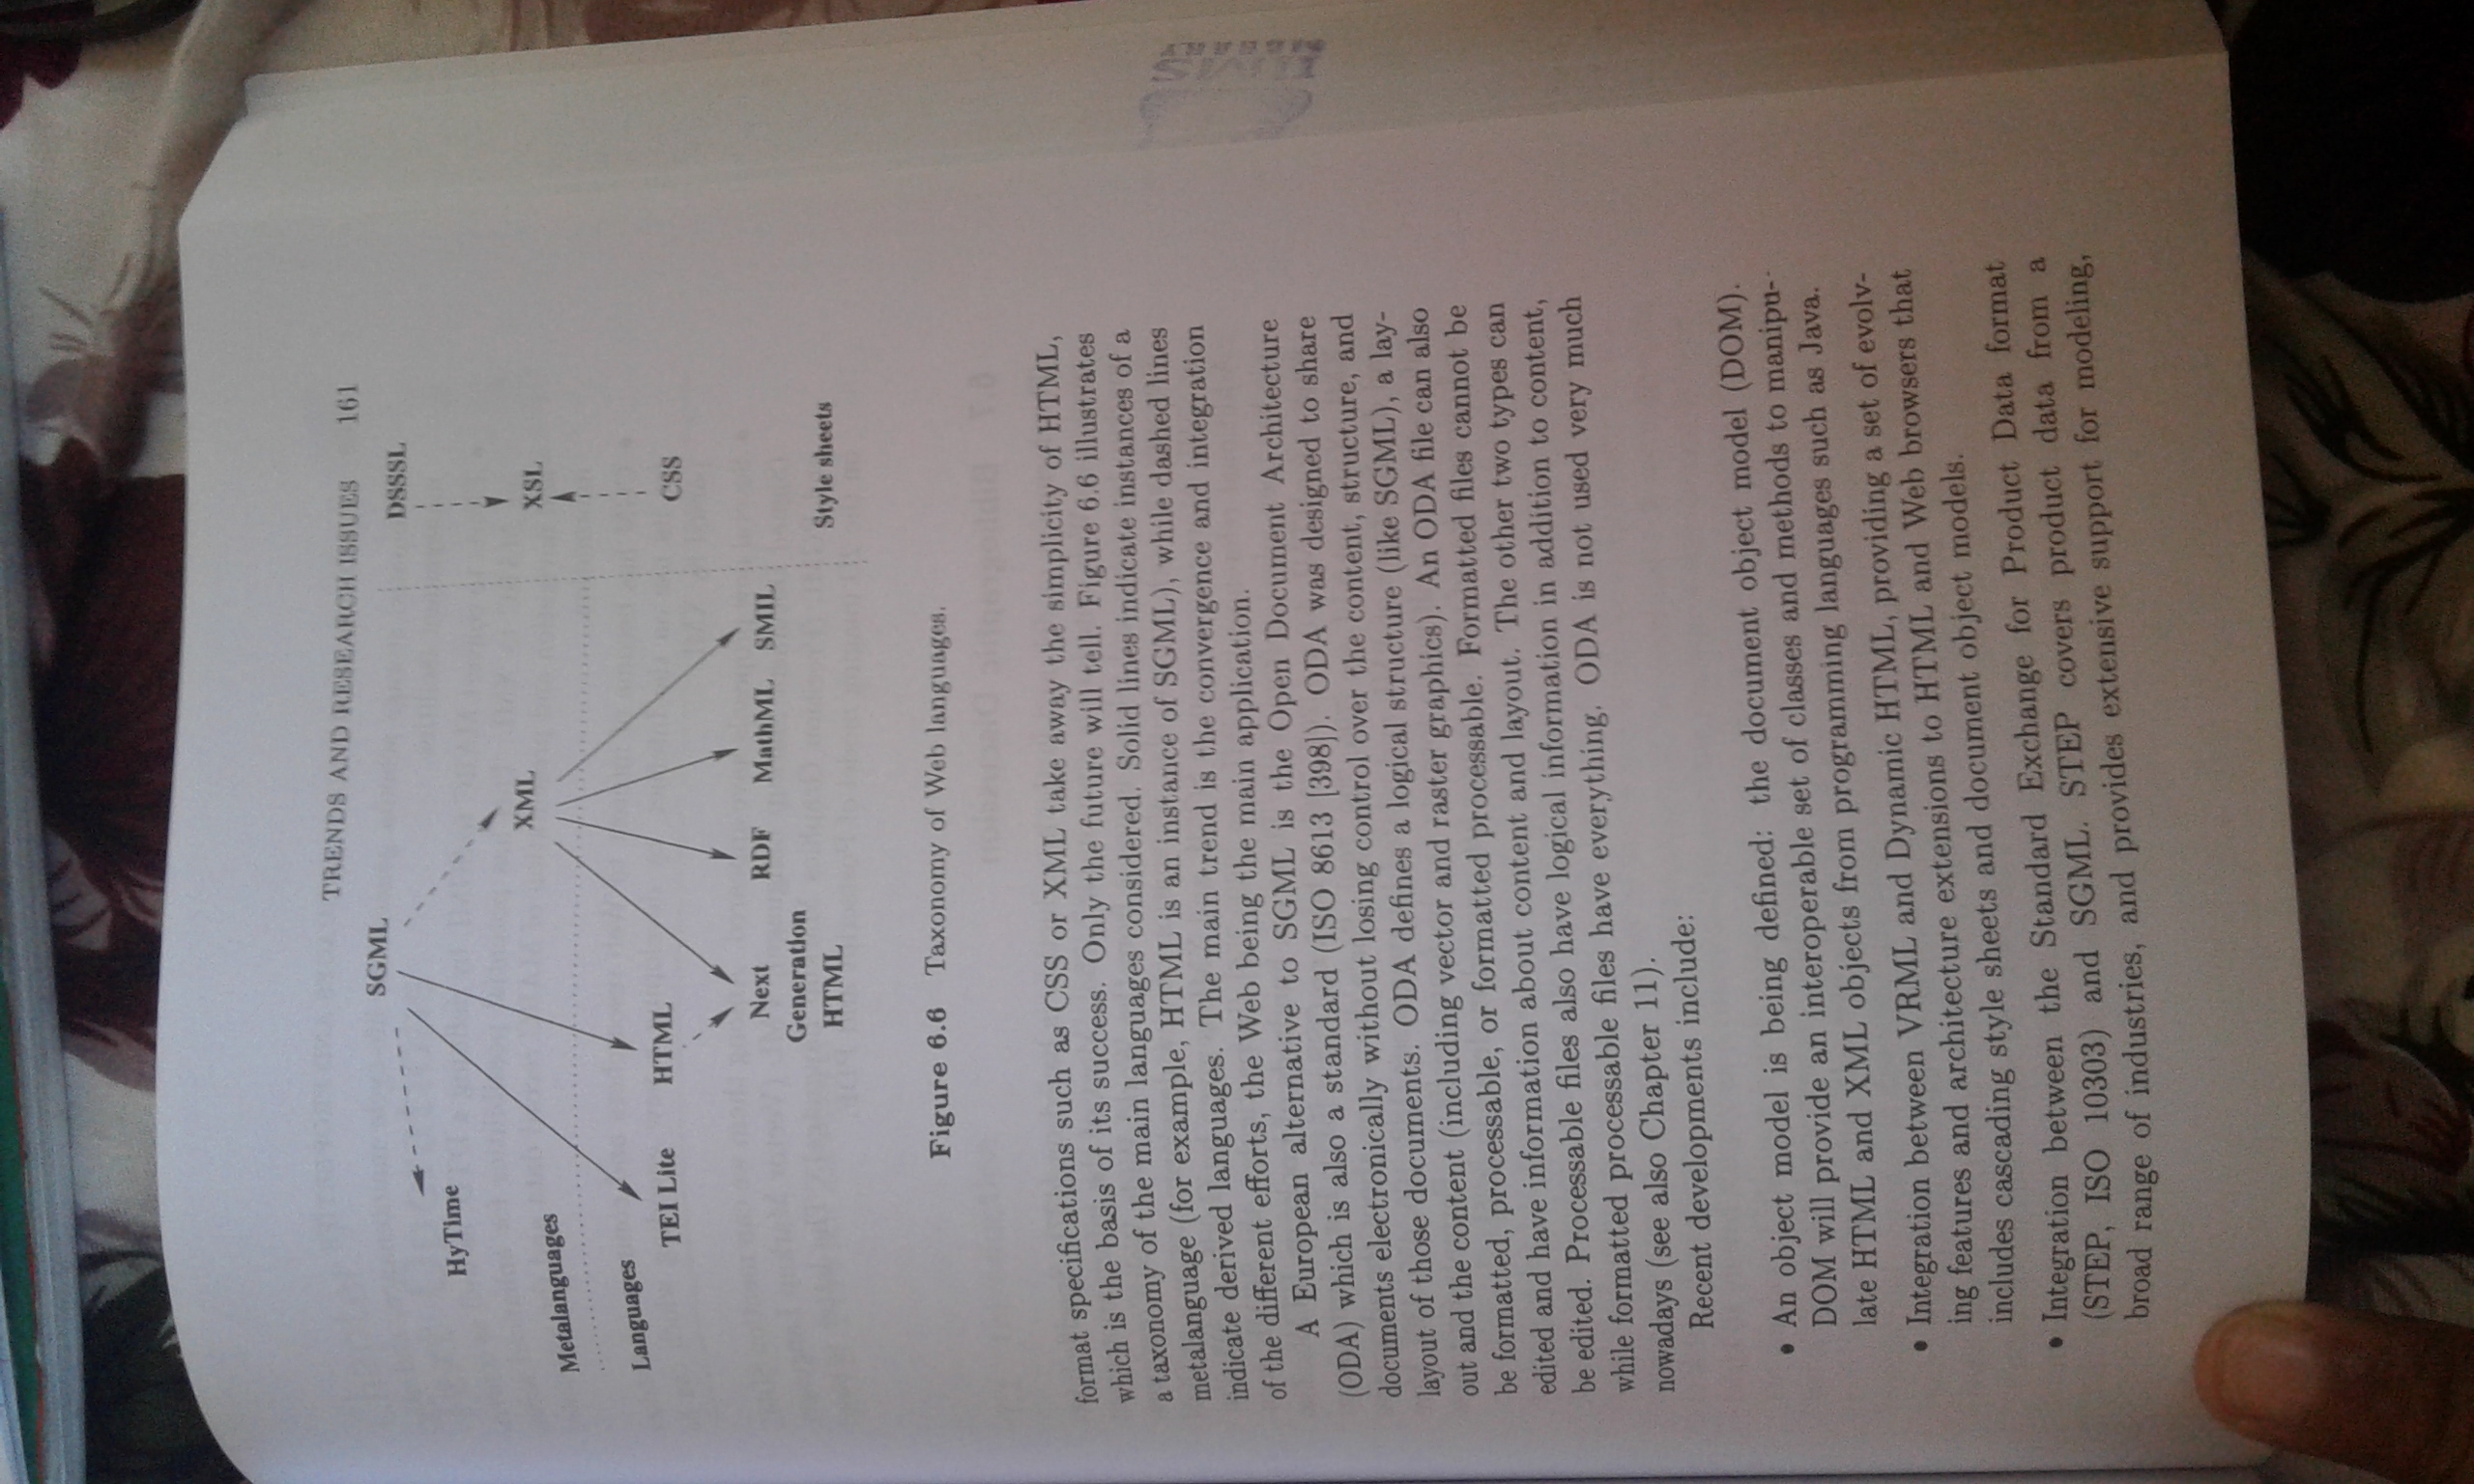 TRENDS AND RESEARCH ISSUES 161
SGML
DSSSL
HyTime
XML
XSL
Metalanguages
Languages
TEI Lite
HTML
CSS
Next
Generation
HTML
RDF
MathML
SMIL
Style sheets
Figure 6.6 Taxonomy of Web languages.
format specifications such as CSS or XML take away the simplicity of HTML,
which is the basis of its success. Only the future will tell. Figure 6.6 illustrates
a taxonomy of the main languages considered. Solid lines indicate instances of a
metalanguage (for example, HTML is an instance of SGML), while dashed lines
indicate derived languages. The main trend is the convergence and integration
of the different efforts, the Web being the main application.
A European alternative to SGML is the Open Document Architecture
(ODA) which is also a standard (ISO 8613 [398]). ODA was designed to share
documents electronically without losing control over the content, structure, and
layout of those documents. ODA defines a logical structure (like SGML), a lay-
out and the content (including vector and raster graphics). An ODA file can also
be formatted, processable, or formatted processable. Formatted files cannot be
edited and have information about content and layout. The other two types can
be edited. Processable files also have logical information in addition to content,
while formatted processable files have everything. ODA is not used very much
nowadays (see also Chapter 11).
Recent developments include:
• An object model is being defined: the document object model (DOM).
DOM will provide an interoperable set of classes and methods to manipu-
late HTML and XML objects from programming languages such as Java.
• Integration between VRML and Dynamic HTML, providing a set of evolv-
ing features and architecture extensions to HTML and Web browsers that
includes cascading style sheets and document object models.
• Integration between the Standard Exchange for Product Data format
(STEP, ISO 10303) and SGML. STEP covers product data from a
broad range of industries, and provides extensive support for modeling,